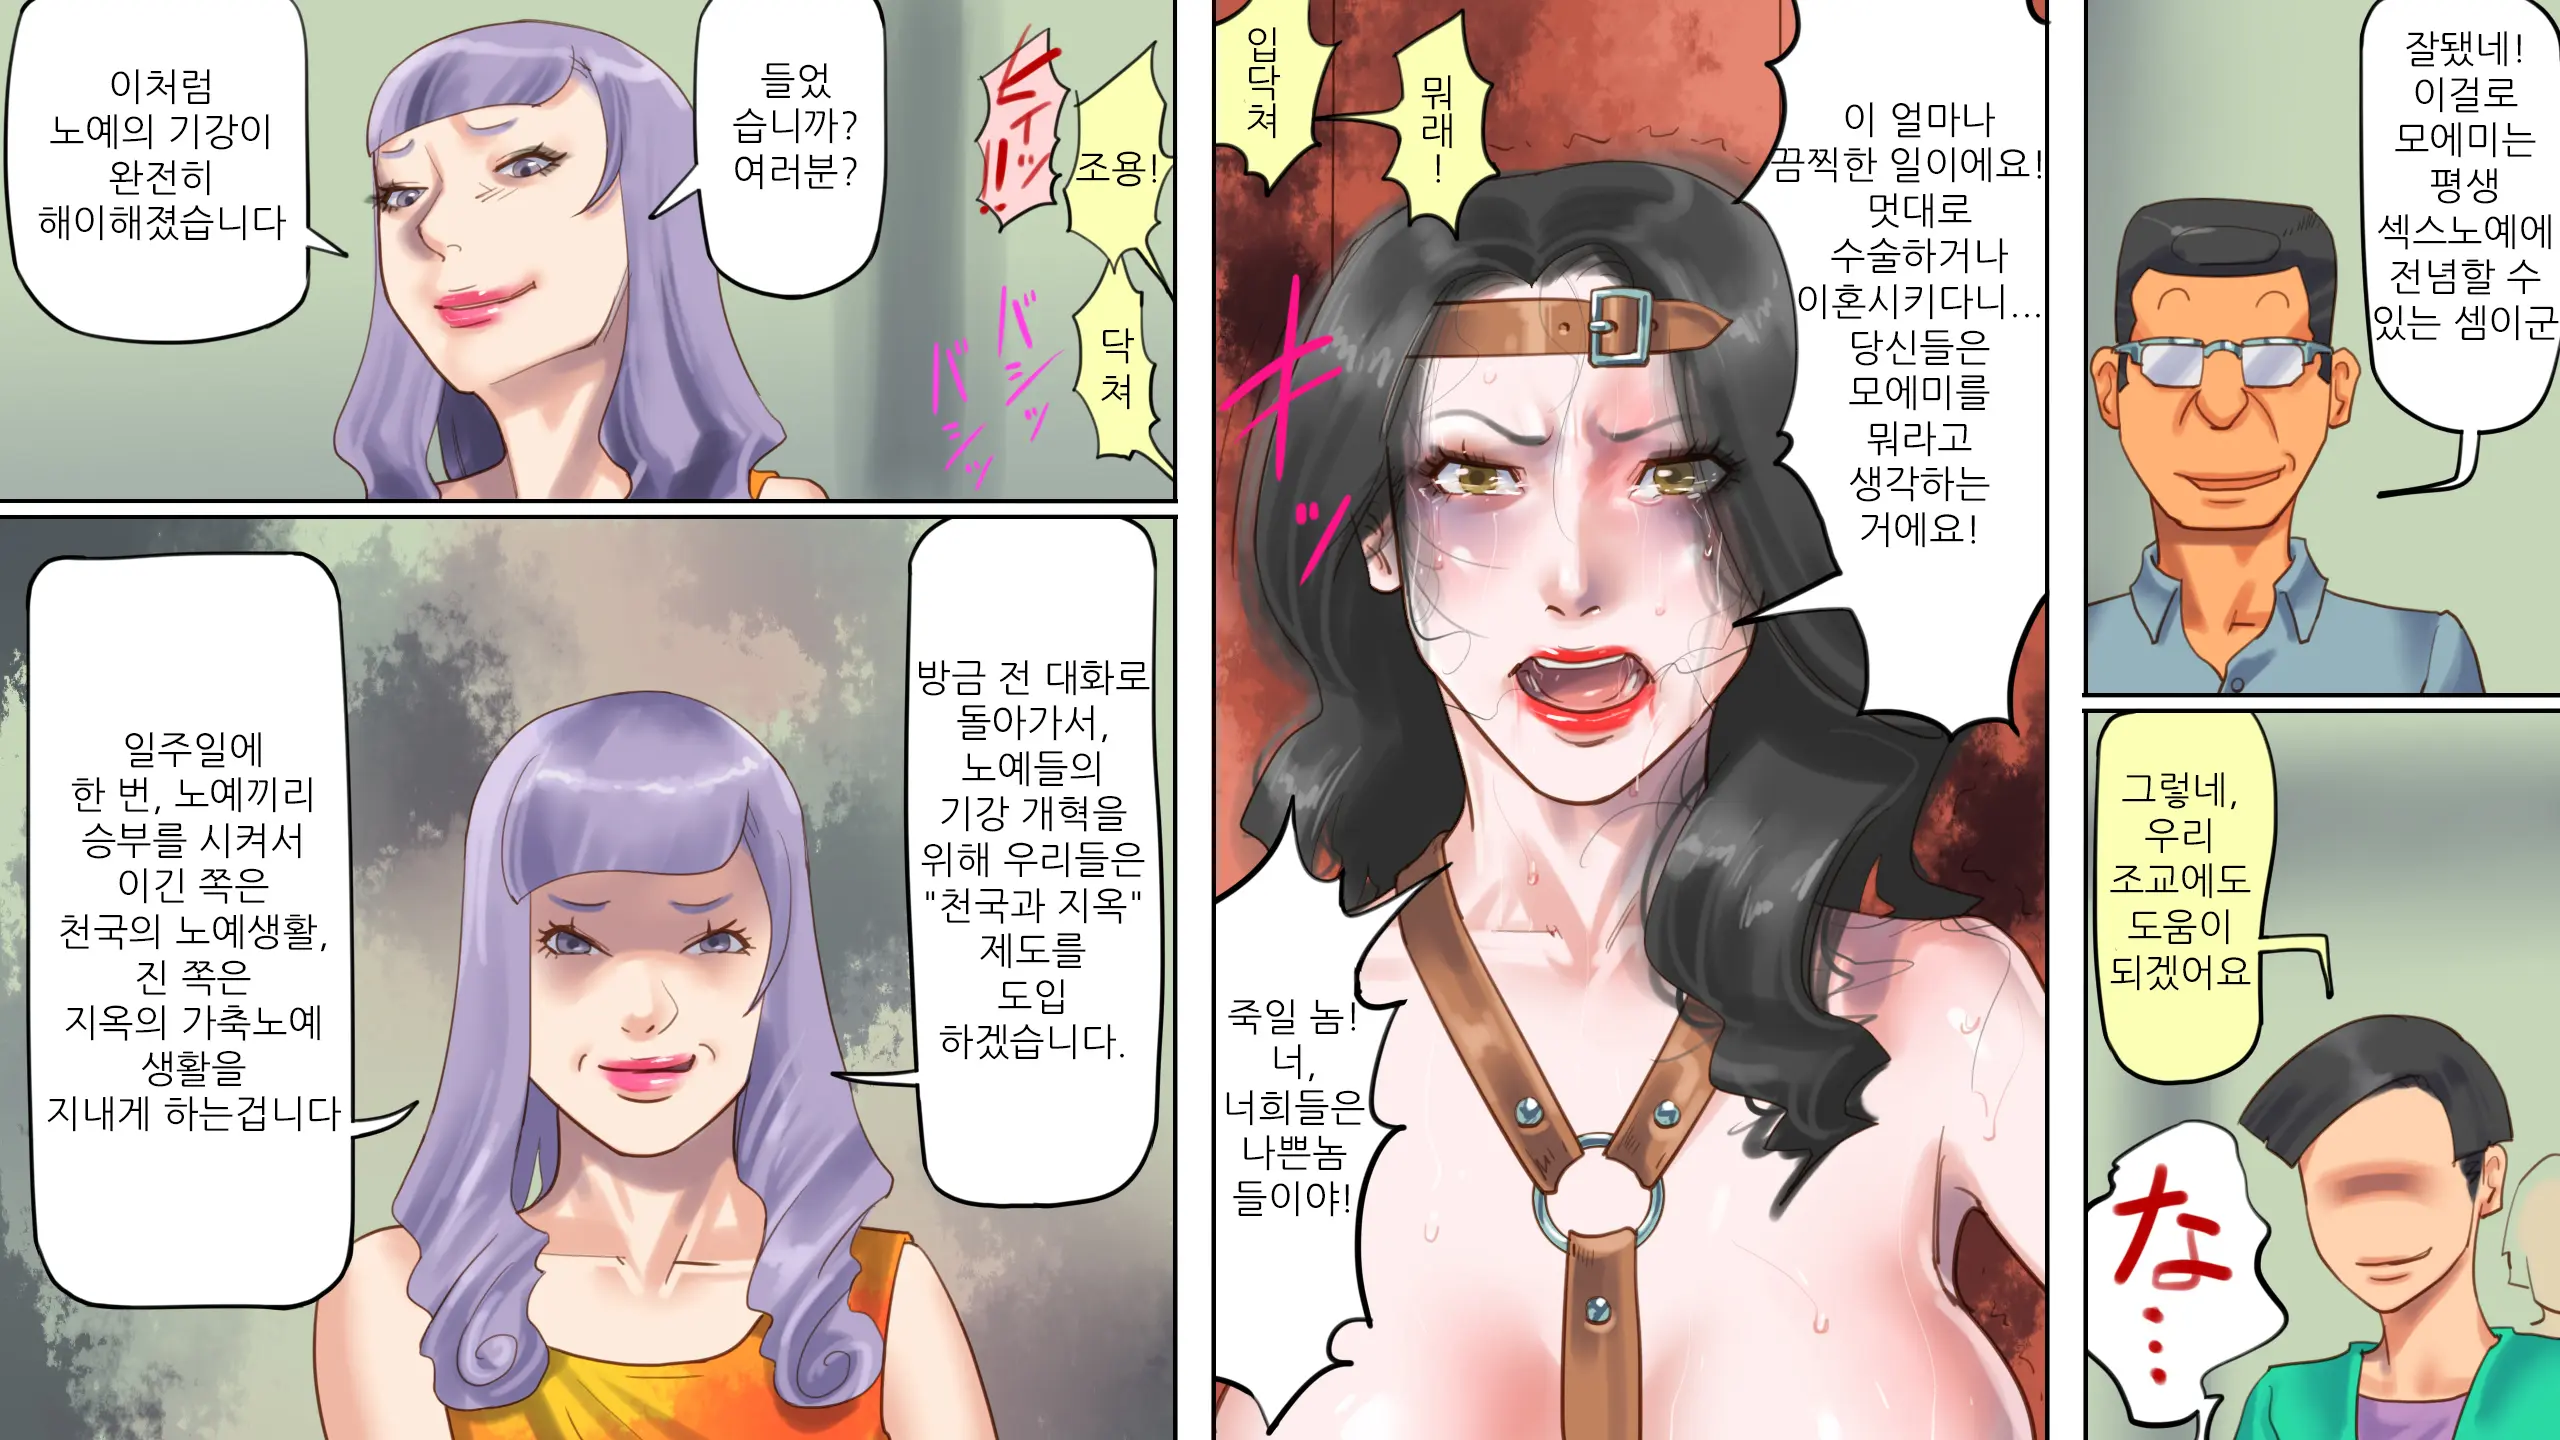 잘됐네!
이걸로
모에미는
평생
섹스노예에
전념할 수
있는 셈이군
그렇네,
우리
조교에도
도움이
되겠어요
な…
이 얼마나
끔찍한 일이에요!
멋대로
수술하거나
이혼시키다니...
당신들은
모에미를
뭐라고
생각하는
거에요!
뭐
래
!
입
닥
쳐
キッ
죽일 놈!
너,
너희들은
나쁜놈
들이야!
조용!
닥
쳐
ヒイッ!!
バシッ
バシッ
들었
습니까?
여러분?
이처럼
노예의 기강이
완전히
해이해졌습니다
방금 전 대화로
돌아가서,
노예들의
기강 개혁을
위해 우리들은
"천국과 지옥"
제도를
도입
하겠습니다.
일주일에
한 번, 노예끼리
승부를 시켜서
이긴 쪽은
천국의 노예생활,
진 쪽은
지옥의 가축노예
생활을
지내게 하는겁니다